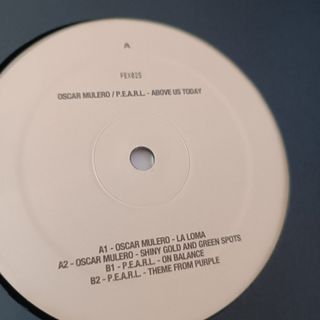 A
PEX025
OSCAR MULERO / P.E.A.R.L. - ABOVE US TODAY
A1 - OSCAR MULERO - LA LOMA
A2 - OSCAR MULERO - SHINY GOLD AND GREEN SPOTS
B1 - P.E.A.R.L. - ON BALANCE
B2 - P.E.A.R.L. - THEME FROM PURPLE